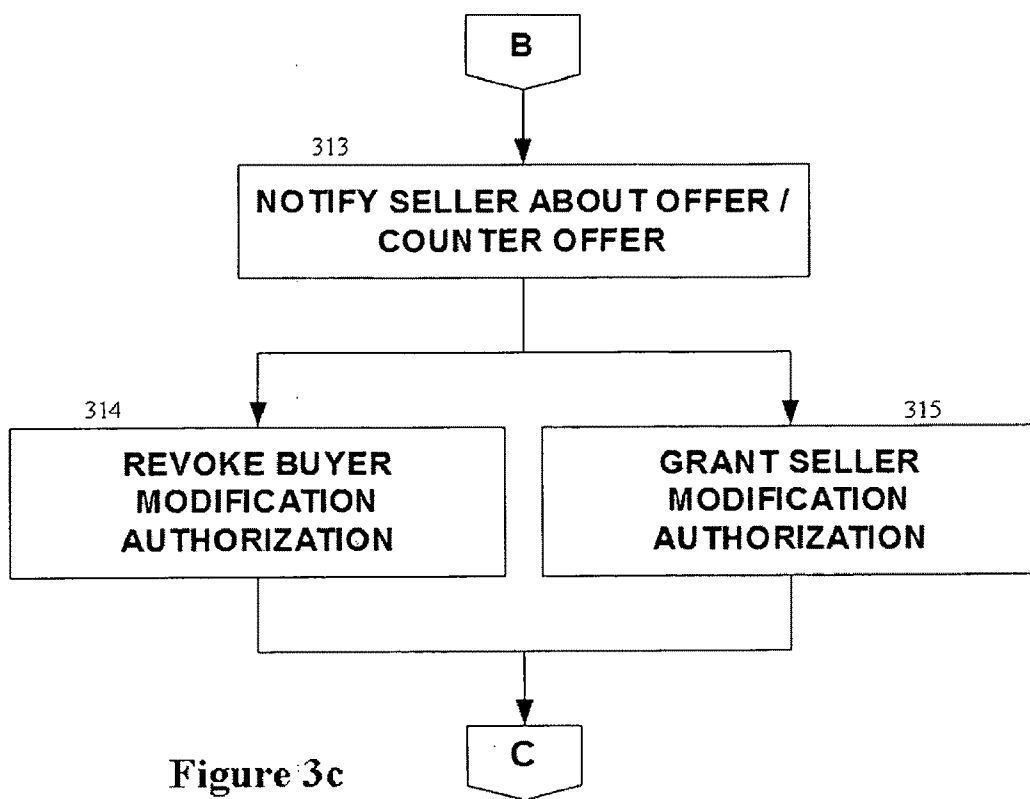 B
313
NOTIFY SELLER ABOUT OFFER /
COUNTER OFFER
314
REVOKE BUYER
MODIFICATION
AUTHORIZATION
315
GRANT SELLER
MODIFICATION
AUTHORIZATION
C
Figure 3c